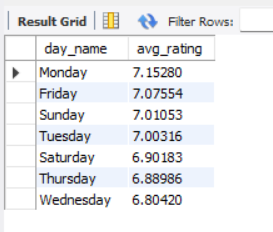 Result Grid Filter Rows:
day_name avg_rating
Monday 7.15280
Friday 7.07554
Sunday 7.01053
Tuesday 7.00316
Saturday 6.90183
Thursday 6.88986
Wednesday 6.80420